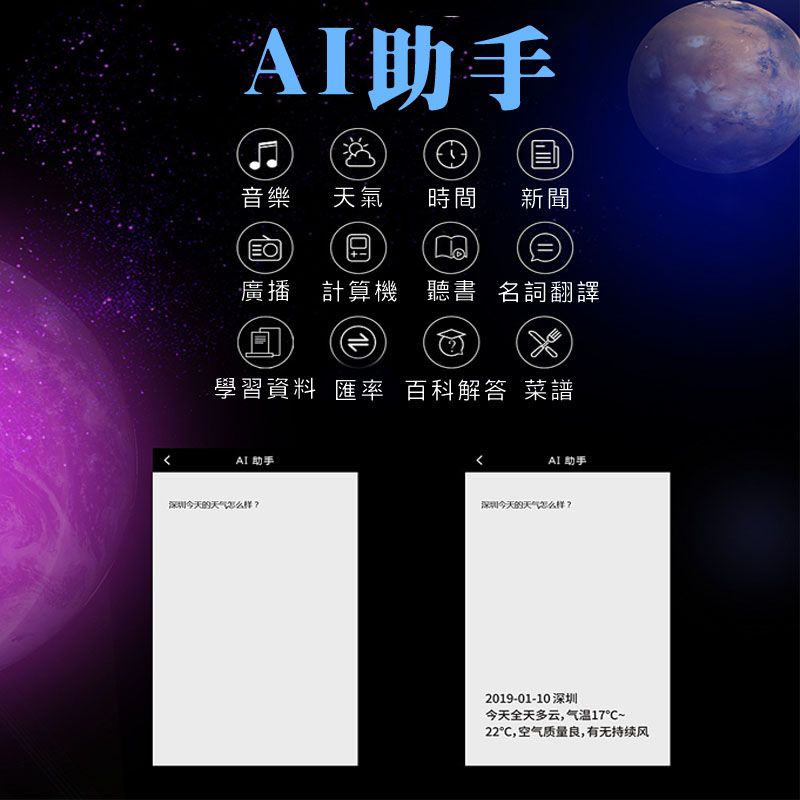 AI助手
音樂 天氣 時間 新聞
廣播 計算機 聽書 名詞翻譯
學習資料 匯率 百科解答 菜譜
AI 助手
深圳今天的天气怎么样？
AI 助手
深圳今天的天气怎么样？
2019-01-10 深圳
今天全天多云，气温17℃~
22℃，空气质量良，有无持续风